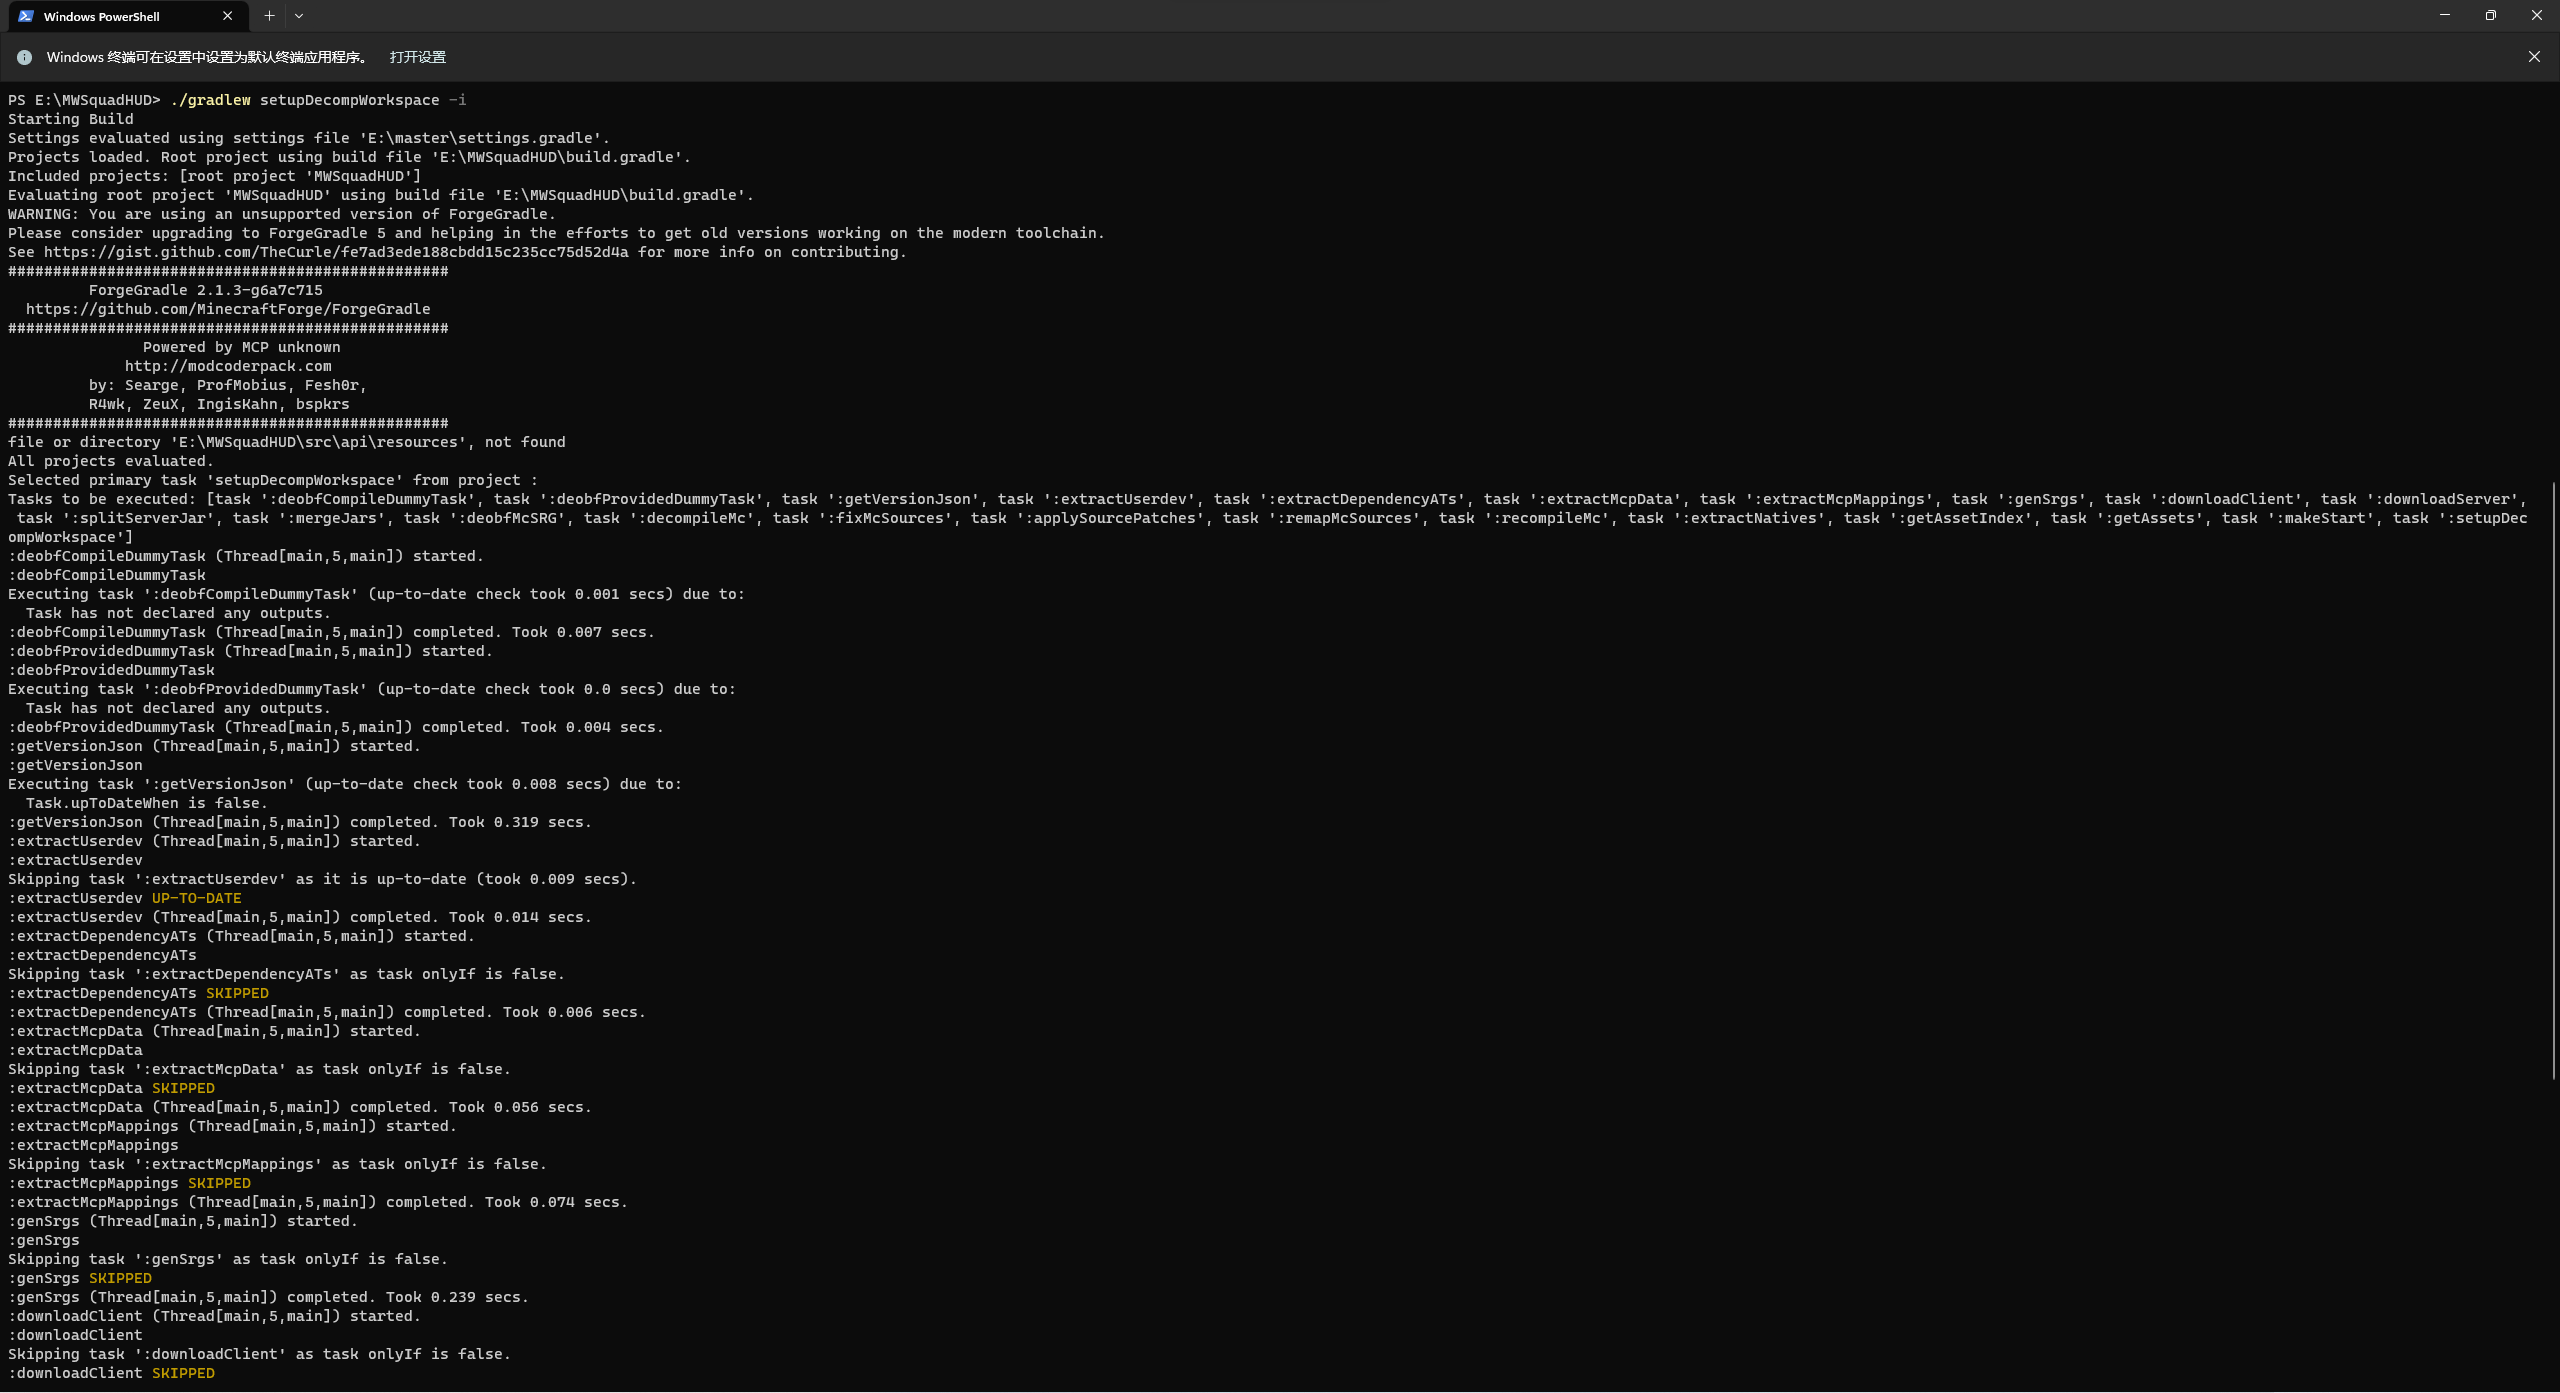 Windows PowerShell
Windows 终端可在设置中设置为默认终端应用程序。 打开设置
PS E:\MWSquadHUD> ./gradlew setupDecompWorkspace -i
Starting Build
Settings evaluated using settings file 'E:\master\settings.gradle'.
Projects loaded. Root project using build file 'E:\MWSquadHUD\build.gradle'.
Included projects: [root project 'MWSquadHUD']
Evaluating root project 'MWSquadHUD' using build file 'E:\MWSquadHUD\build.gradle'.
WARNING: You are using an unsupported version of ForgeGradle.
Please consider upgrading to ForgeGradle 5 and helping in the efforts to get old versions working on the modern toolchain.
See https://gist.github.com/TheCurle/fe7ad3ede188cbdd15c235cc75d52d4a for more info on contributing.
#################################################
         ForgeGradle 2.1.3-g6a7c715
  https://github.com/MinecraftForge/ForgeGradle
#################################################
               Powered by MCP unknown
             http://modcoderpack.com
         by: Searge, ProfMobius, Fesh0r,
         R4wk, ZeuX, IngisKahn, bspkrs
#################################################
file or directory 'E:\MWSquadHUD\src\api\resources', not found
All projects evaluated.
Selected primary task 'setupDecompWorkspace' from project :
Tasks to be executed: [task ':deobfCompileDummyTask', task ':deobfProvidedDummyTask', task ':getVersionJson', task ':extractUserdev', task ':extractDependencyATs', task ':extractMcpData', task ':extractMcpMappings', task ':genSrgs', task ':downloadClient', task ':downloadServer',
 task ':splitServerJar', task ':mergeJars', task ':deobfMcSRG', task ':decompileMc', task ':fixMcSources', task ':applySourcePatches', task ':remapMcSources', task ':recompileMc', task ':extractNatives', task ':getAssetIndex', task ':getAssets', task ':makeStart', task ':setupDec
ompWorkspace']
:deobfCompileDummyTask (Thread[main,5,main]) started.
:deobfCompileDummyTask
Executing task ':deobfCompileDummyTask' (up-to-date check took 0.001 secs) due to:
  Task has not declared any outputs.
:deobfCompileDummyTask (Thread[main,5,main]) completed. Took 0.007 secs.
:deobfProvidedDummyTask (Thread[main,5,main]) started.
:deobfProvidedDummyTask
Executing task ':deobfProvidedDummyTask' (up-to-date check took 0.0 secs) due to:
  Task has not declared any outputs.
:deobfProvidedDummyTask (Thread[main,5,main]) completed. Took 0.004 secs.
:getVersionJson (Thread[main,5,main]) started.
:getVersionJson
Executing task ':getVersionJson' (up-to-date check took 0.008 secs) due to:
  Task.upToDateWhen is false.
:getVersionJson (Thread[main,5,main]) completed. Took 0.319 secs.
:extractUserdev (Thread[main,5,main]) started.
:extractUserdev
Skipping task ':extractUserdev' as it is up-to-date (took 0.009 secs).
:extractUserdev UP-TO-DATE
:extractUserdev (Thread[main,5,main]) completed. Took 0.014 secs.
:extractDependencyATs (Thread[main,5,main]) started.
:extractDependencyATs
Skipping task ':extractDependencyATs' as task onlyIf is false.
:extractDependencyATs SKIPPED
:extractDependencyATs (Thread[main,5,main]) completed. Took 0.006 secs.
:extractMcpData (Thread[main,5,main]) started.
:extractMcpData
Skipping task ':extractMcpData' as task onlyIf is false.
:extractMcpData SKIPPED
:extractMcpData (Thread[main,5,main]) completed. Took 0.056 secs.
:extractMcpMappings (Thread[main,5,main]) started.
:extractMcpMappings
Skipping task ':extractMcpMappings' as task onlyIf is false.
:extractMcpMappings SKIPPED
:extractMcpMappings (Thread[main,5,main]) completed. Took 0.074 secs.
:genSrgs (Thread[main,5,main]) started.
:genSrgs
Skipping task ':genSrgs' as task onlyIf is false.
:genSrgs SKIPPED
:genSrgs (Thread[main,5,main]) completed. Took 0.239 secs.
:downloadClient (Thread[main,5,main]) started.
:downloadClient
Skipping task ':downloadClient' as task onlyIf is false.
:downloadClient SKIPPED